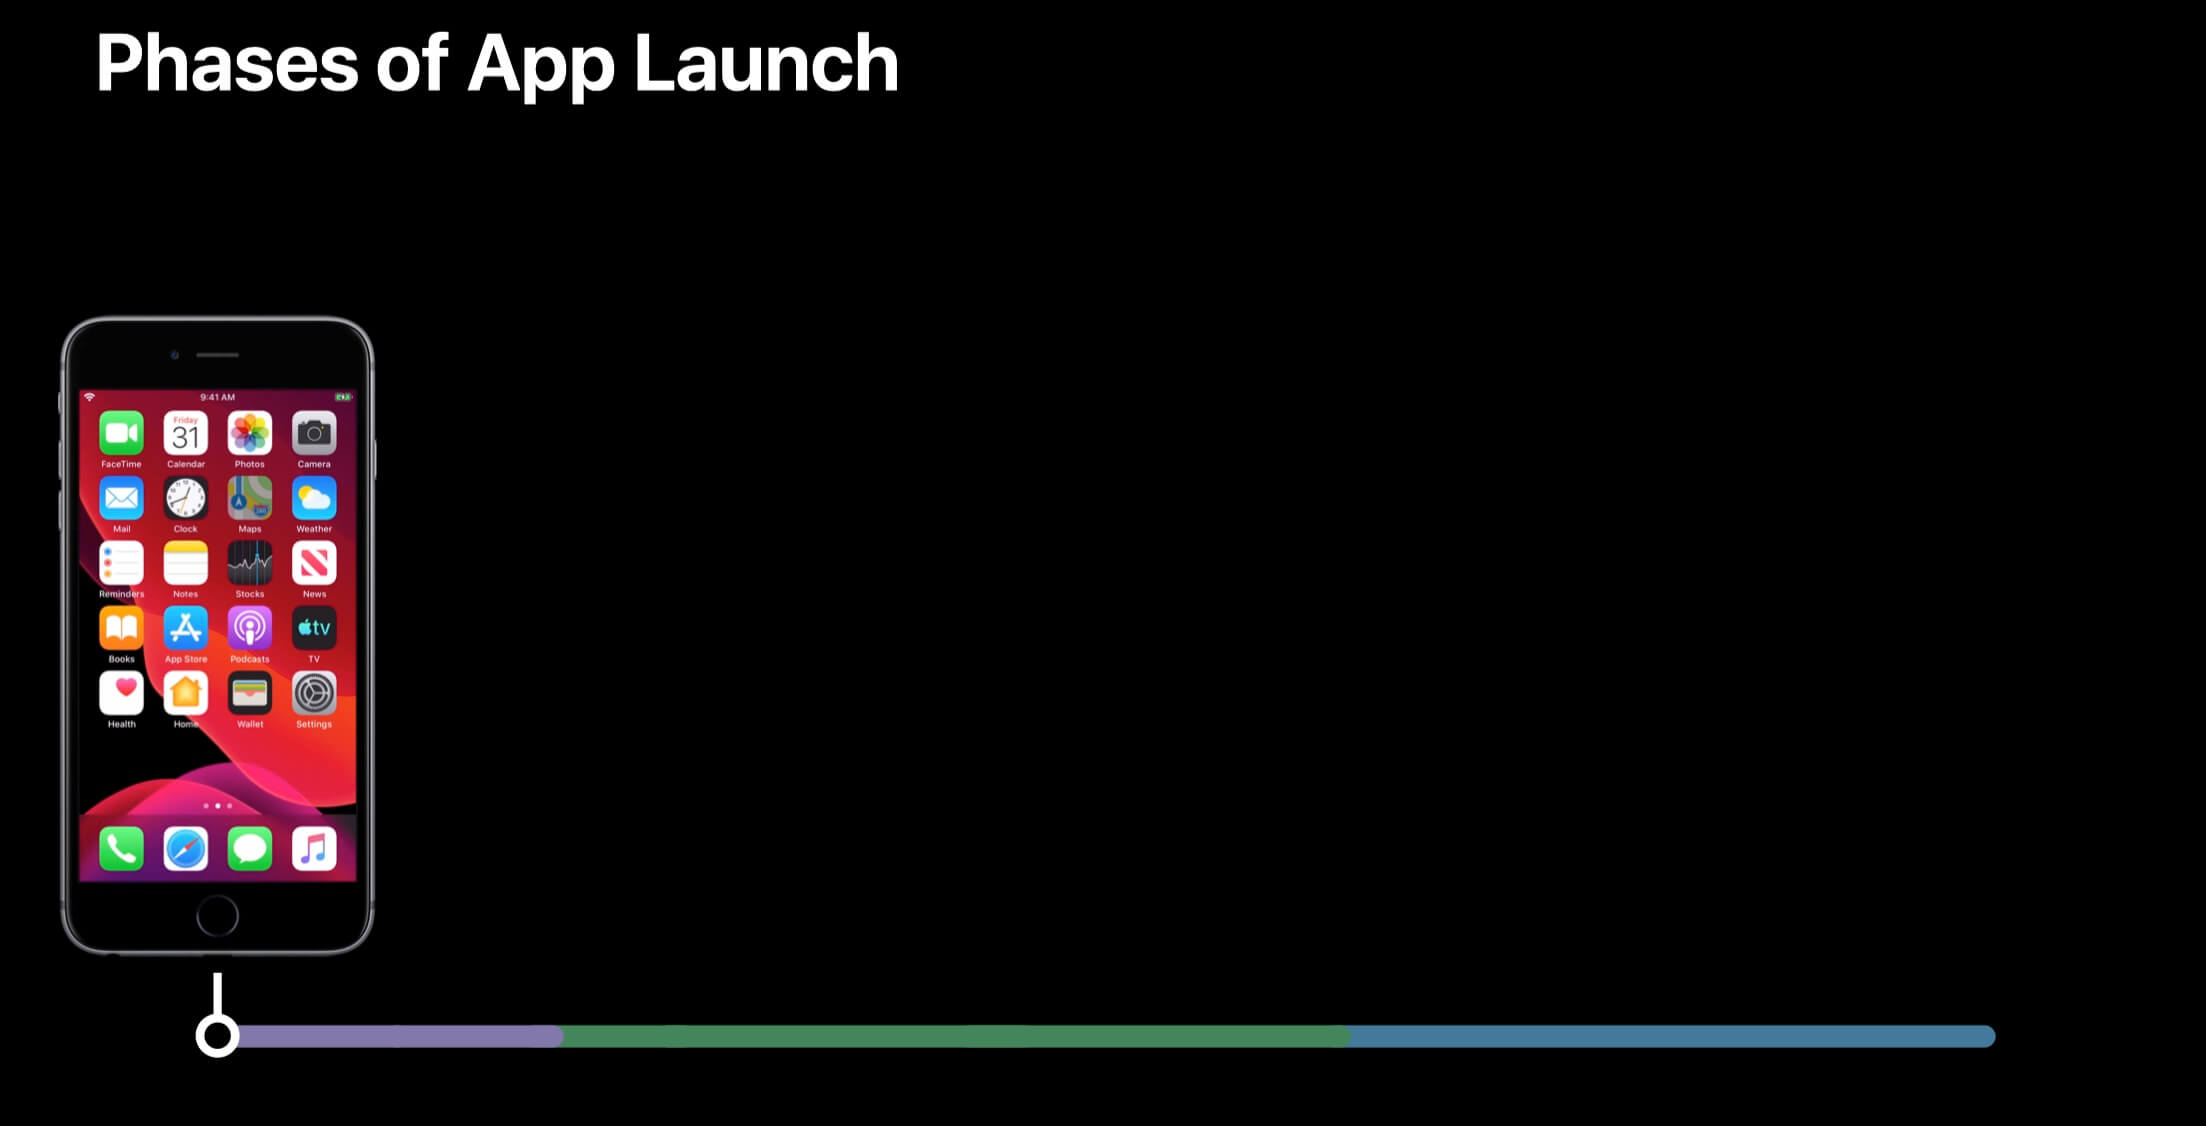 Phases of App Launch
9:41 AM
Friday
31
FaceTime Calendar Photos Camera
280
Mail Clock Maps Weather
Reminders Notes Stocks News
tv
Books App Store Podcasts TV
Health Home Wallet Settings